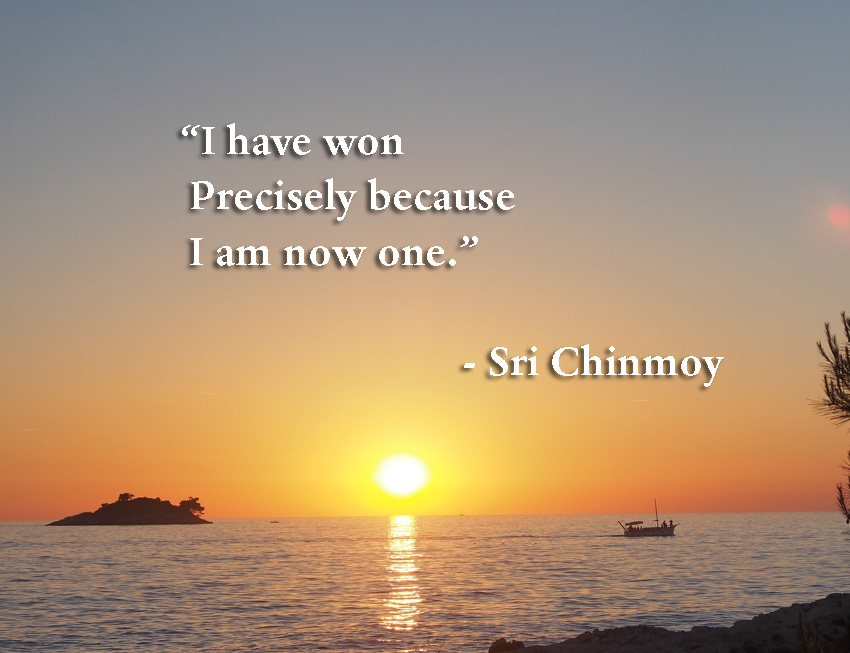 “I have won
Precisely because
I am now one.”
- Sri Chinmoy